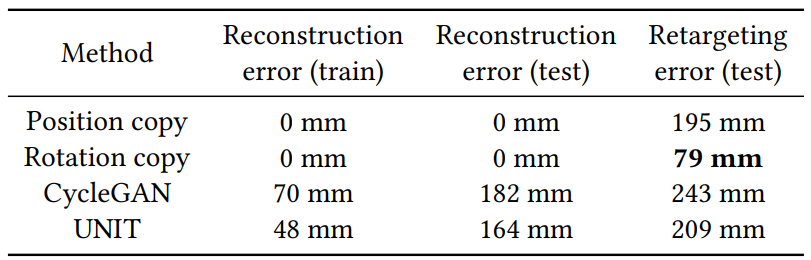 Method Reconstruction error (train) Reconstruction error (test) Retargeting error (test)
Position copy 0 mm 0 mm 195 mm
Rotation copy 0 mm 0 mm 79 mm
CycleGAN 70 mm 182 mm 243 mm
UNIT 48 mm 164 mm 209 mm